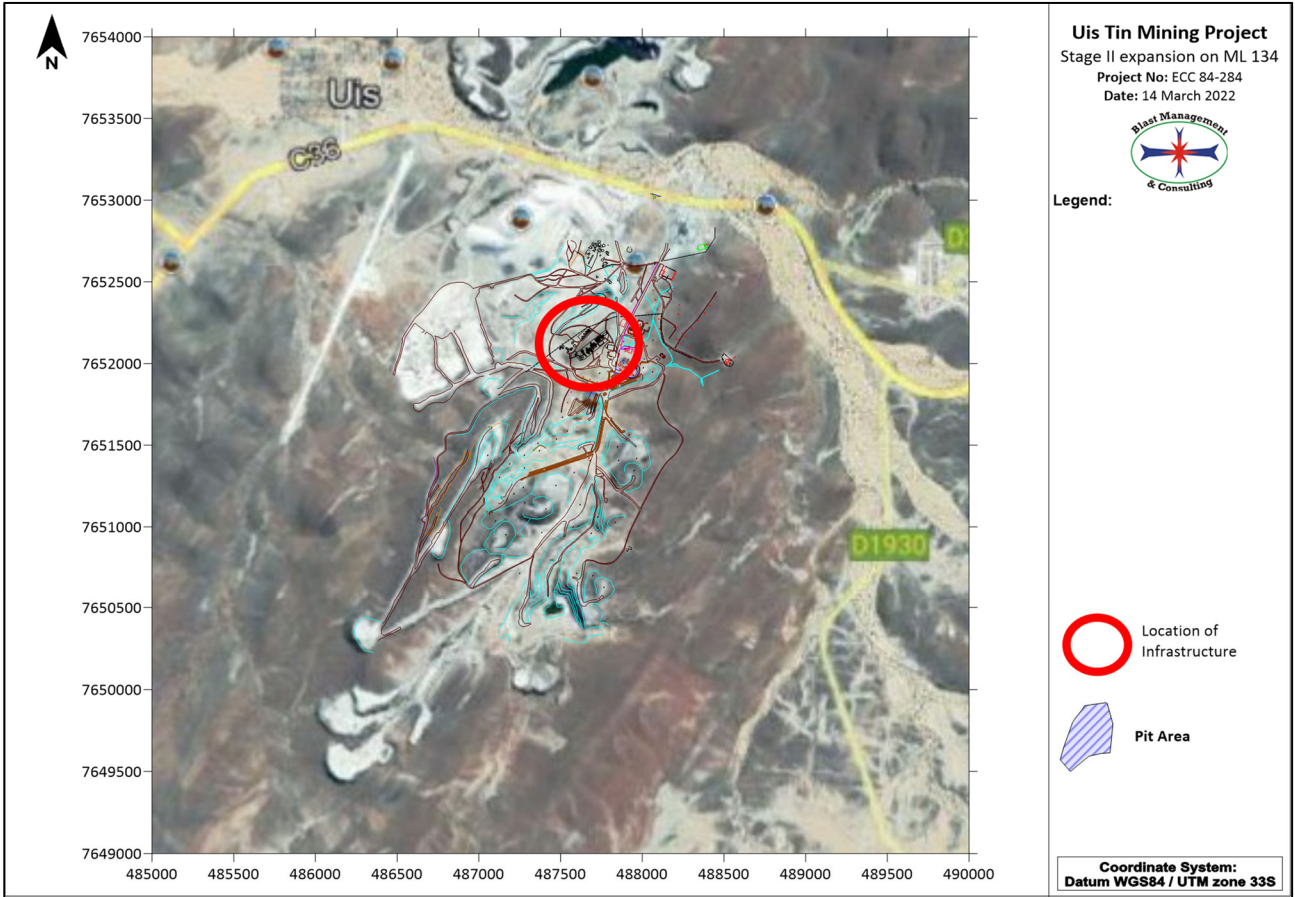 N
7654000
7653500
7653000
7652500
7652000
7651500
7651000
7650500
7650000
7649500
7649000
485000 485500 486000 486500 487000 487500 488000 488500 489000 489500 490000
Uis
C36
D1930
Uis Tin Mining Project
Stage II expansion on ML 134
Project No: ECC 84-284
Date: 14 March 2022
Blast Management
& Consulting
Legend:
Location of
Infrastructure
Pit Area
Coordinate System:
Datum WGS84 / UTM zone 33S